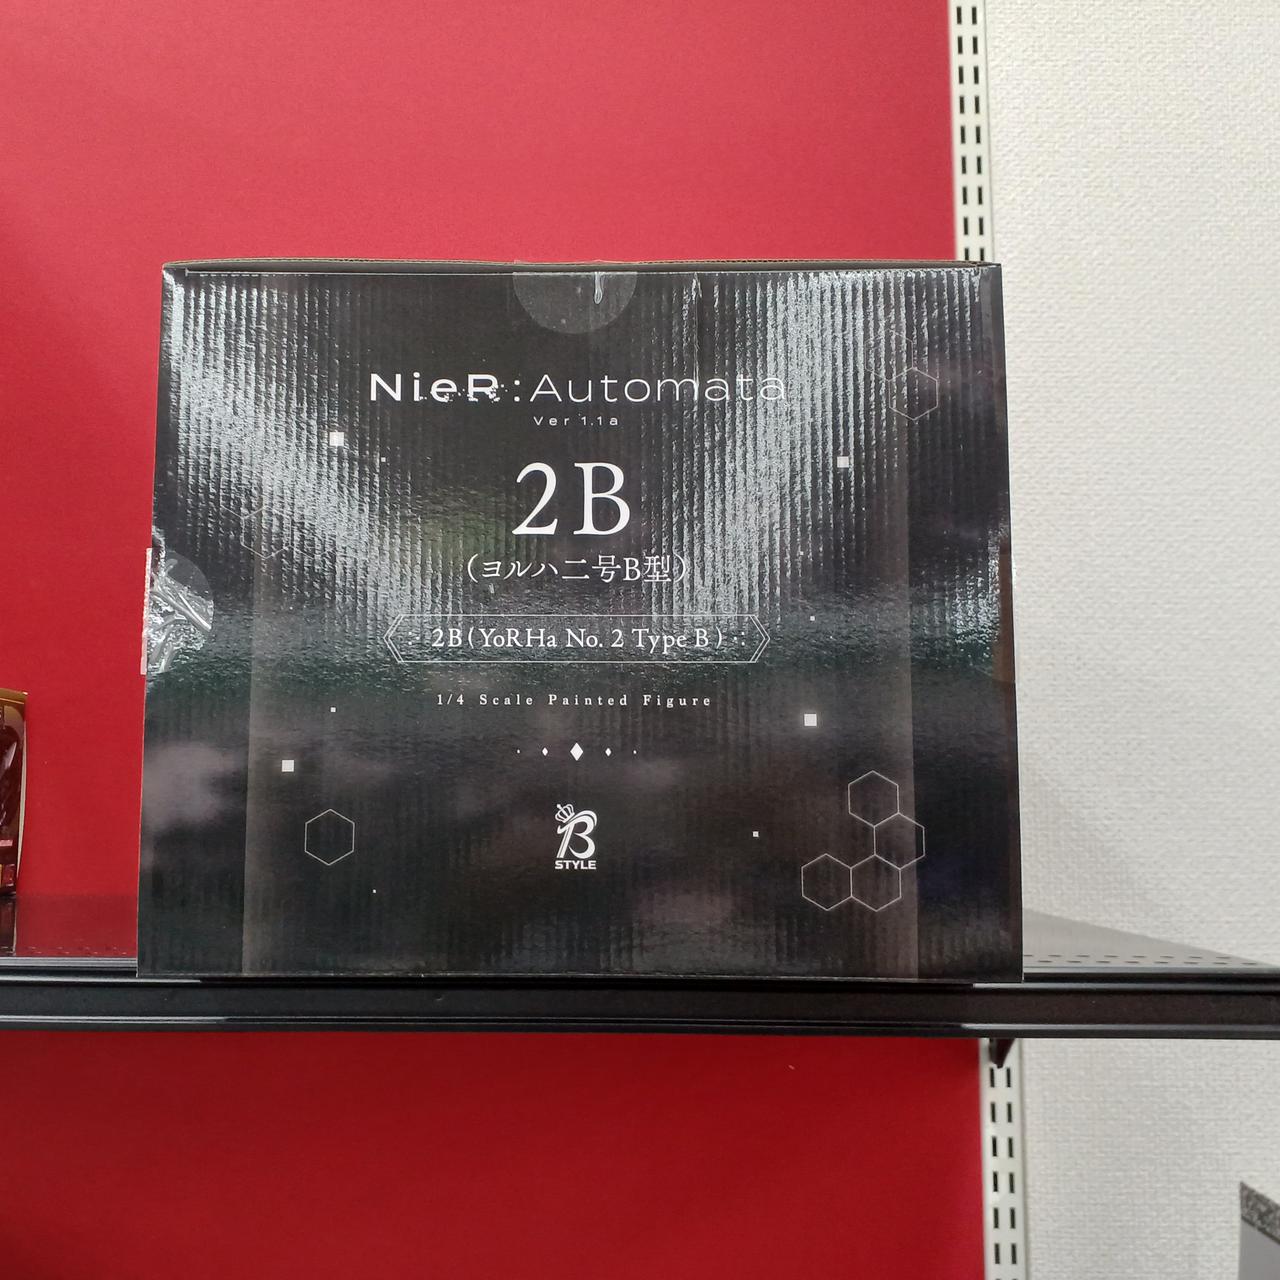 NieR:Automata
Ver 1.1a
2B
(ヨルハ二号B型)
2B(YoRHa No. 2 Type B)
1/4 Scale Painted Figure
B
STYLE